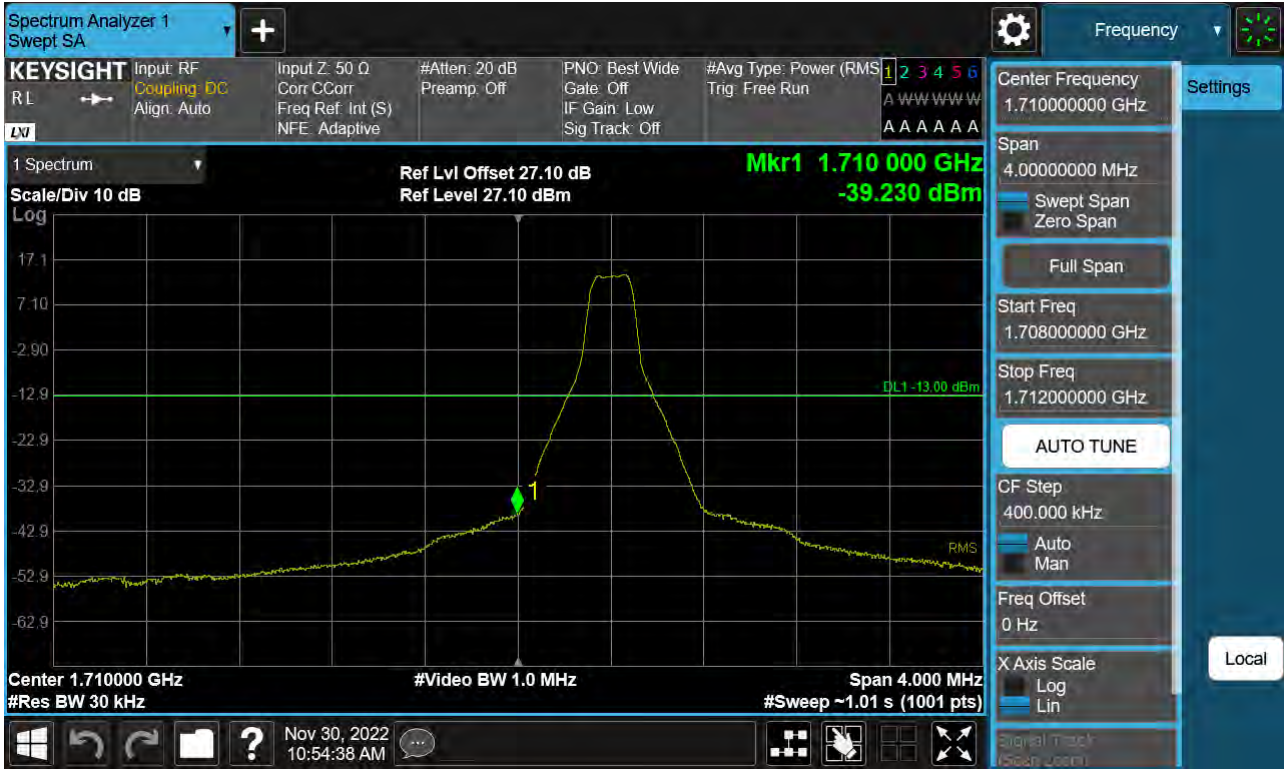 Spectrum Analyzer 1
Swept SA
+
Frequency
KEYSIGHT
RL
LXI
Input: RF
Coupling: DC
Align: Auto
Input Z: 50 Ω
Corr CCorr
Freq Ref: Int (S)
NFE: Adaptive
#Atten: 20 dB
Preamp: Off
PNO: Best Wide
Gate: Off
IF Gain: Low
Sig Track: Off
#Avg Type: Power (RMS
Trig: Free Run
1 2 3 4 5 6
A W W W W W
A A A A A A
1 Spectrum
Scale/Div 10 dB
Log
Ref Lvl Offset 27.10 dB
Ref Level 27.10 dBm
Mkr1 1.710 000 GHz
-39.230 dBm
17.1
7.10
-2.90
-12.9
-22.9
-32.9
-42.9
-52.9
-62.9
DL1 -13.00 dBm
1
RMS
Center 1.710000 GHz
#Video BW 1.0 MHz
Span 4.000 MHz
#Res BW 30 kHz
#Sweep ~1.01 s (1001 pts)
Center Frequency
1.710000000 GHz
Settings
Span
4.00000000 MHz
Swept Span
Zero Span
Full Span
Start Freq
1.708000000 GHz
Stop Freq
1.712000000 GHz
AUTO TUNE
CF Step
400.000 kHz
Auto
Man
Freq Offset
0 Hz
X Axis Scale
Log
Lin
Local
Signal Track
(Span Zoom)
?
Nov 30, 2022
10:54:38 AM